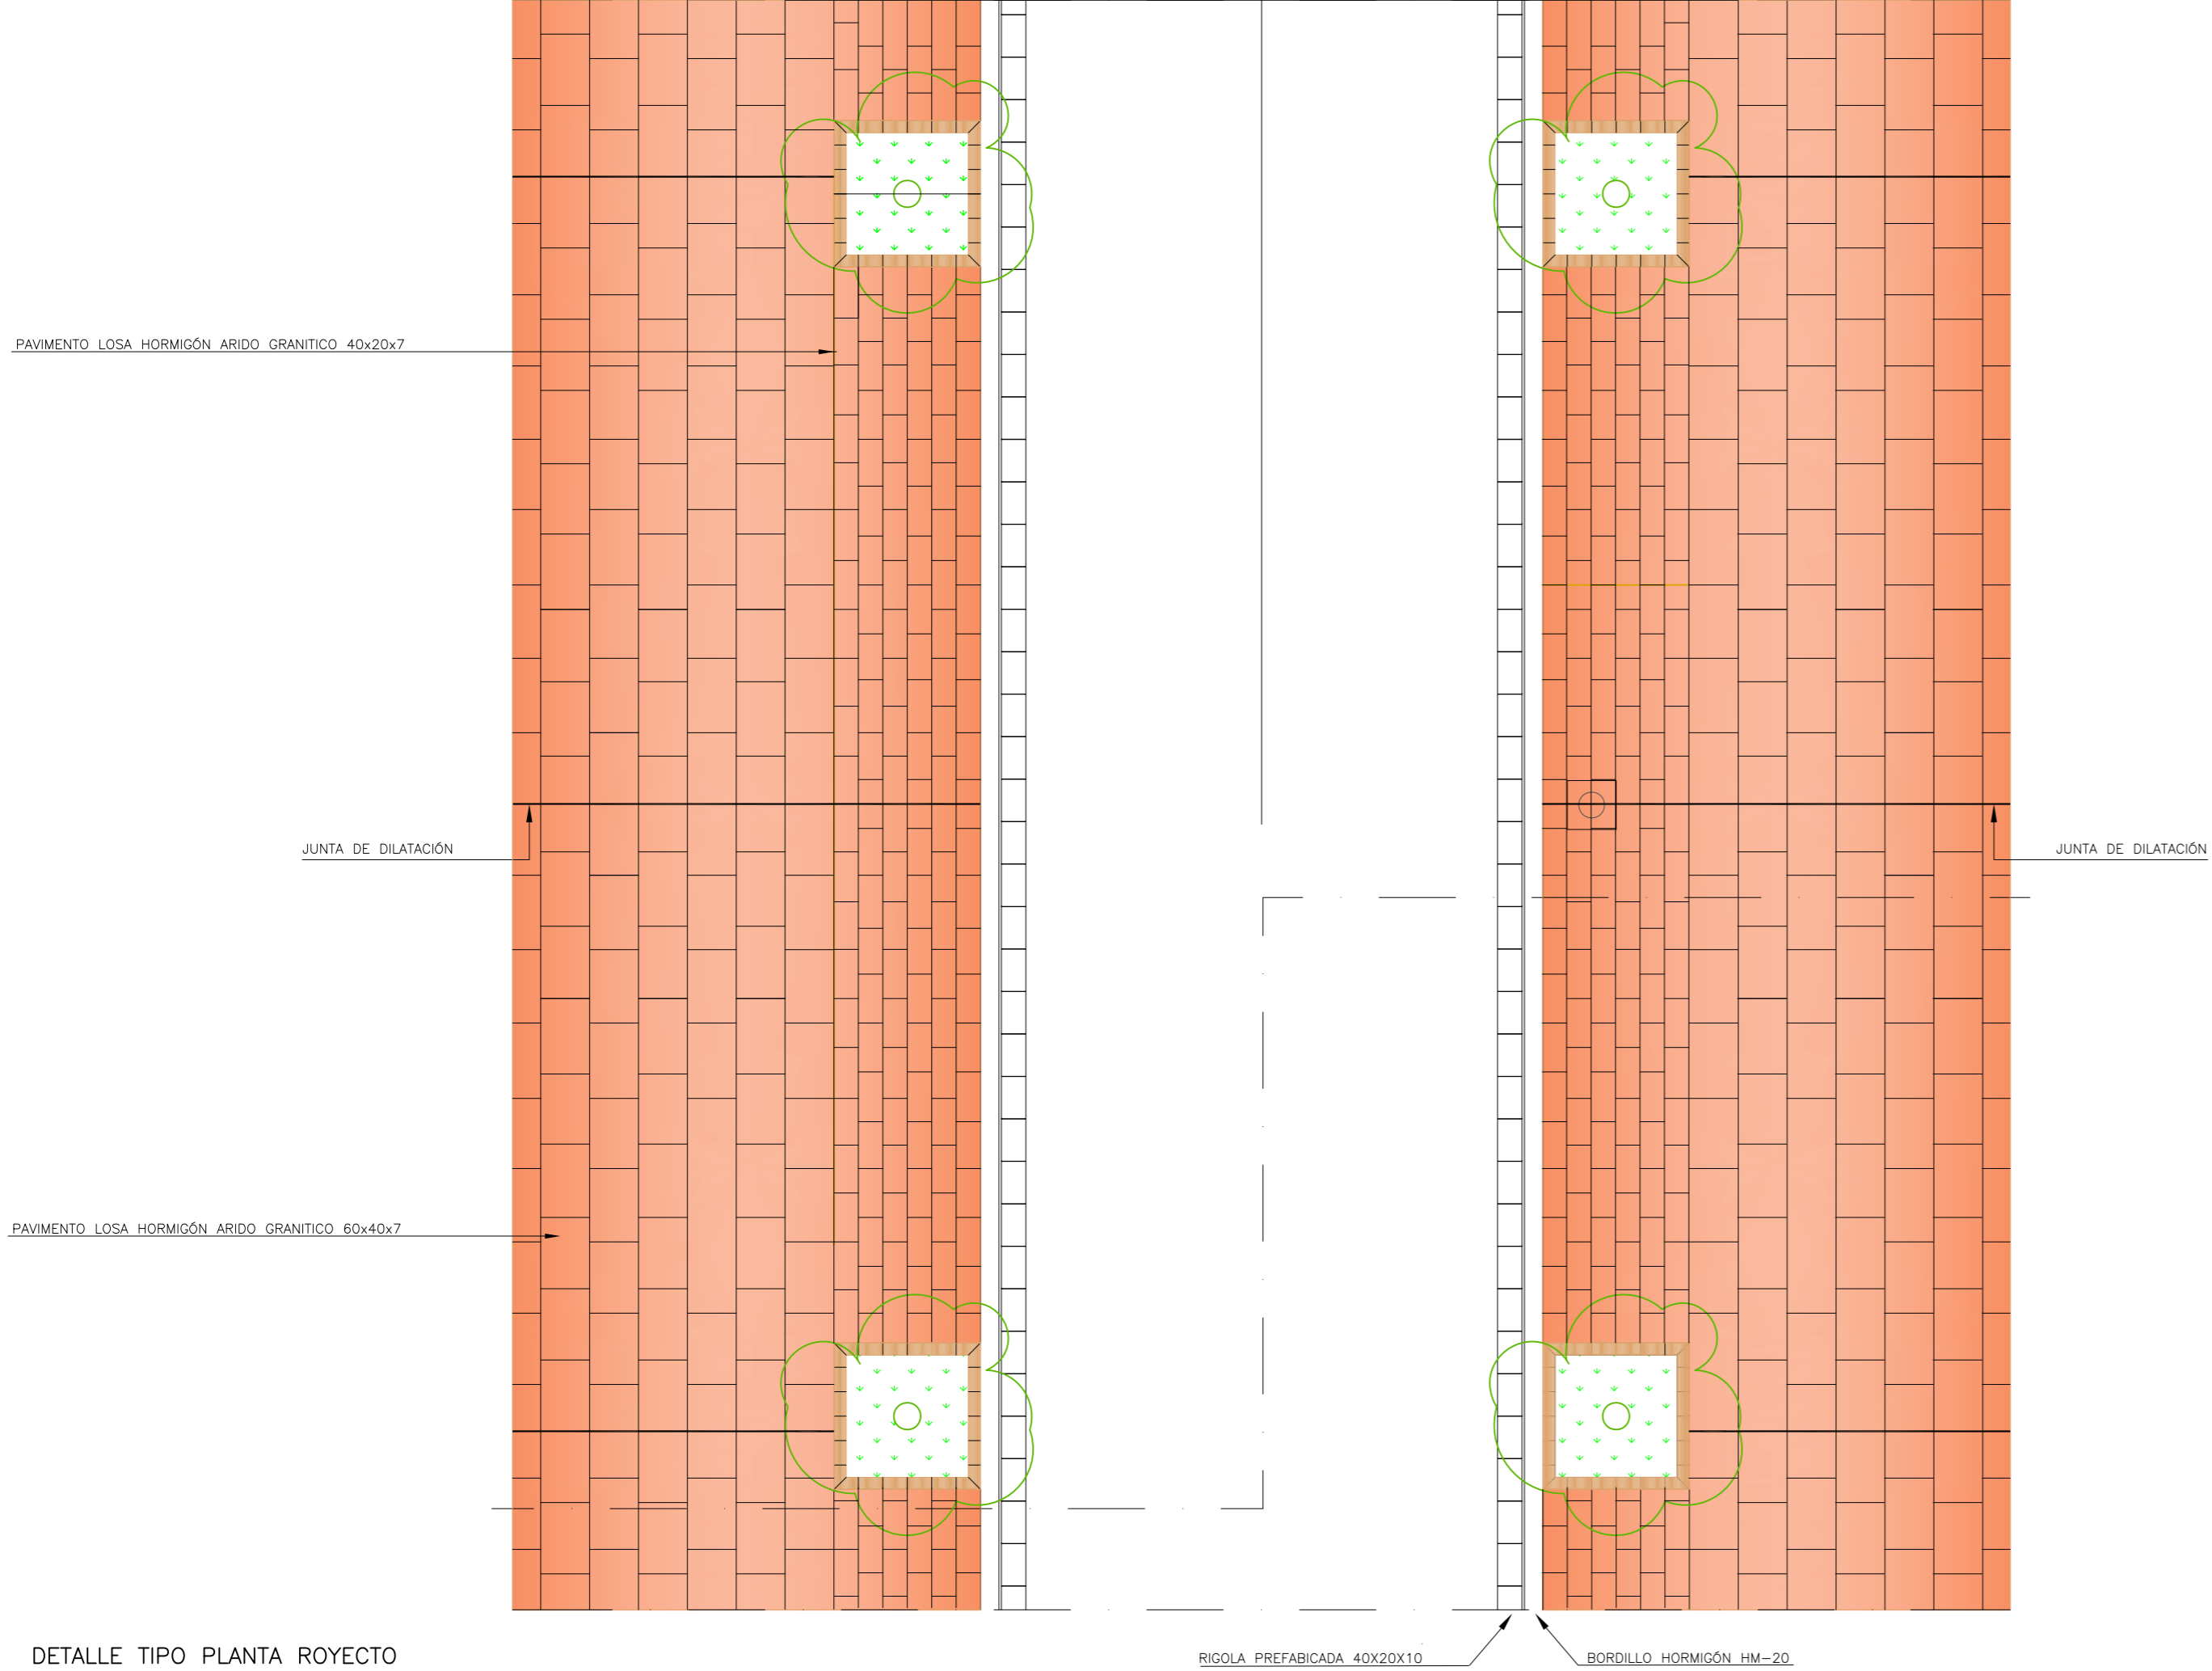 PAVIMENTO LOSA HORMIGÓN ARIDO GRANITICO 40x20x7
JUNTA DE DILATACIÓN
JUNTA DE DILATACIÓN
PAVIMENTO LOSA HORMIGÓN ARIDO GRANITICO 60x40x7
DETALLE TIPO PLANTA ROYECTO
RIGOLA PREFABICADA 40X20X10
BORDILLO HORMIGÓN HM-20